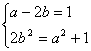 a − 2b = 1
2b² = a² + 1